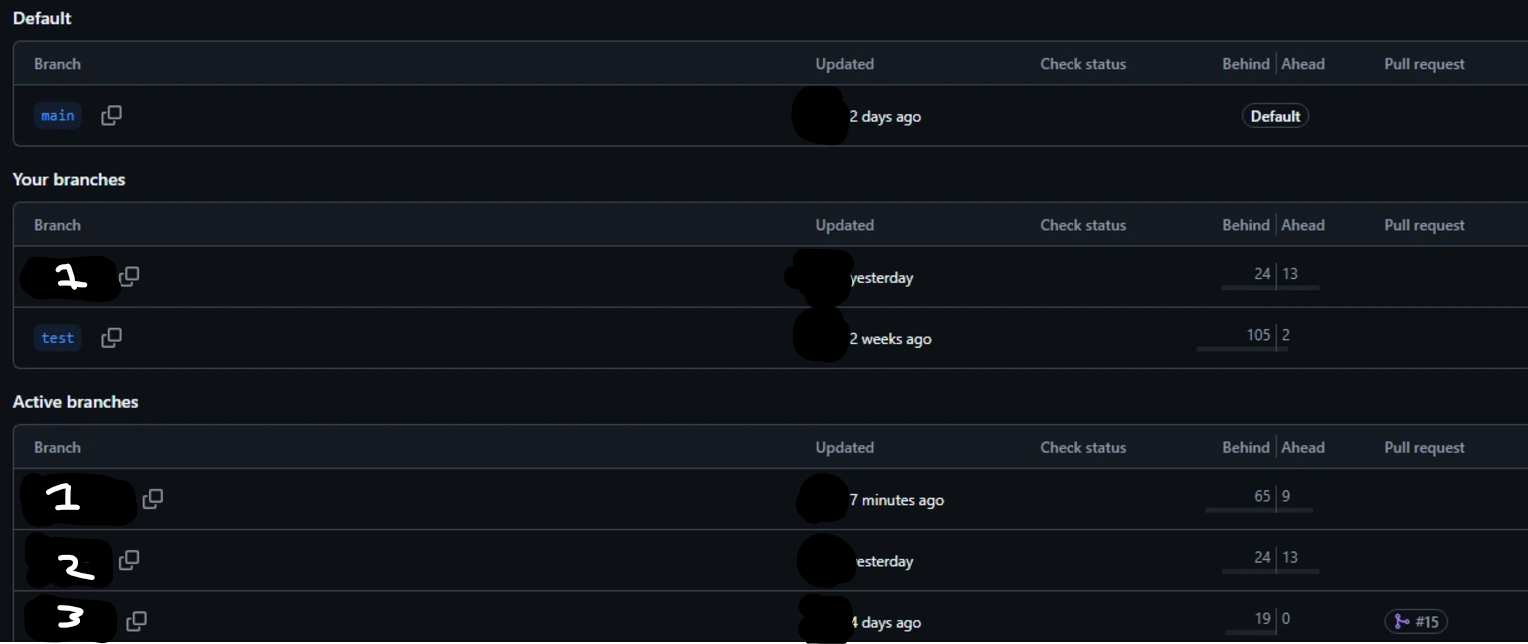 Default
Branch Updated Check status Behind Ahead Pull request
main 2 days ago Default
Your branches
Branch Updated Check status Behind Ahead Pull request
1 yesterday 24 13
test 2 weeks ago 105 2
Active branches
Branch Updated Check status Behind Ahead Pull request
1 7 minutes ago 65 9
2 yesterday 24 13
3 4 days ago 19 0 #15